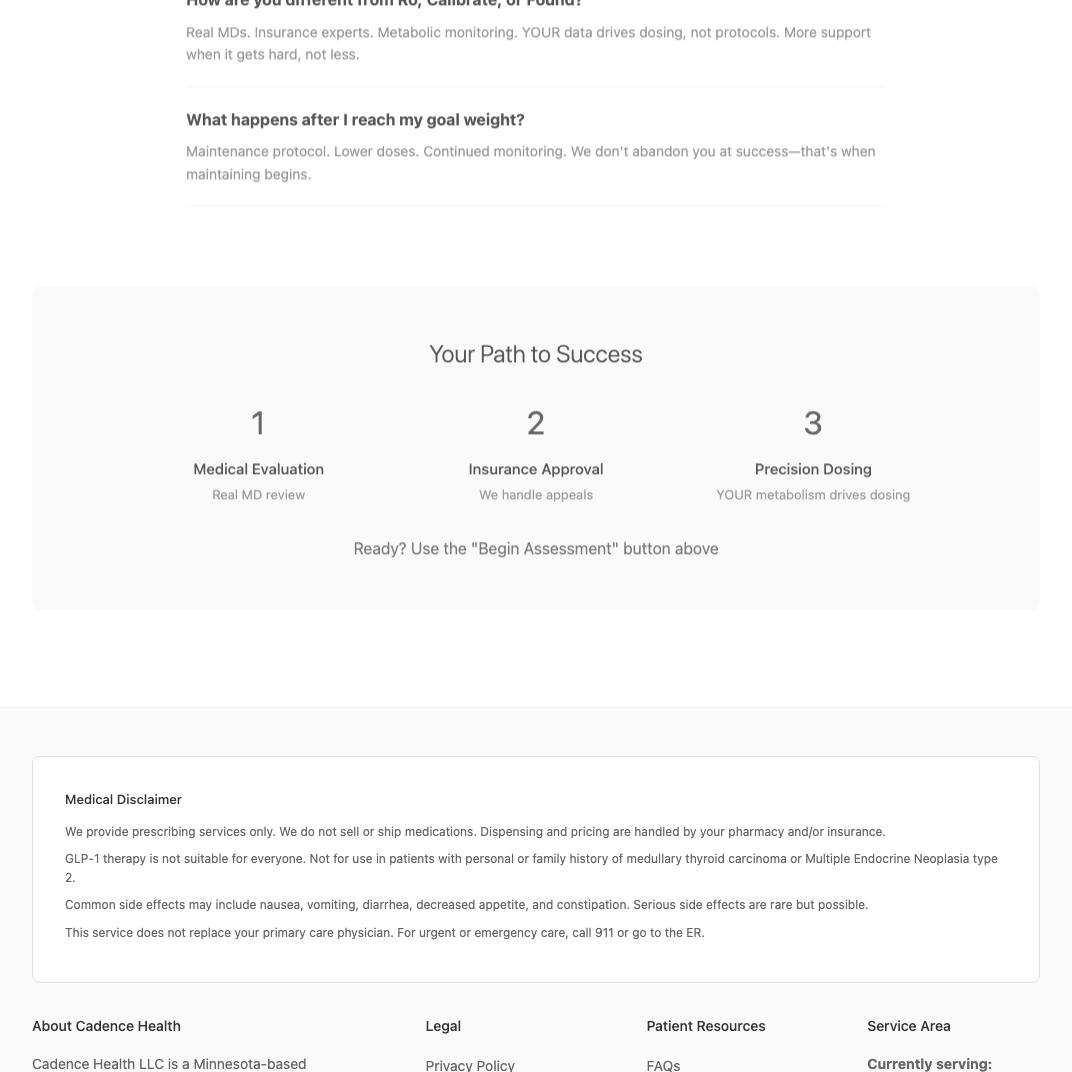 How are you different from Ro, Calibrate, or Found?
Real MDs. Insurance experts. Metabolic monitoring. YOUR data drives dosing, not protocols. More support
when it gets hard, not less.
What happens after I reach my goal weight?
Maintenance protocol. Lower doses. Continued monitoring. We don't abandon you at success—that's when
maintaining begins.
Your Path to Success
1
Medical Evaluation
Real MD review
2
Insurance Approval
We handle appeals
3
Precision Dosing
YOUR metabolism drives dosing
Ready? Use the "Begin Assessment" button above
Medical Disclaimer
We provide prescribing services only. We do not sell or ship medications. Dispensing and pricing are handled by your pharmacy and/or insurance.
GLP-1 therapy is not suitable for everyone. Not for use in patients with personal or family history of medullary thyroid carcinoma or Multiple Endocrine Neoplasia type
2.
Common side effects may include nausea, vomiting, diarrhea, decreased appetite, and constipation. Serious side effects are rare but possible.
This service does not replace your primary care physician. For urgent or emergency care, call 911 or go to the ER.
About Cadence Health
Cadence Health LLC is a Minnesota-based
Legal
Privacy Policy
Patient Resources
FAQs
Service Area
Currently serving: